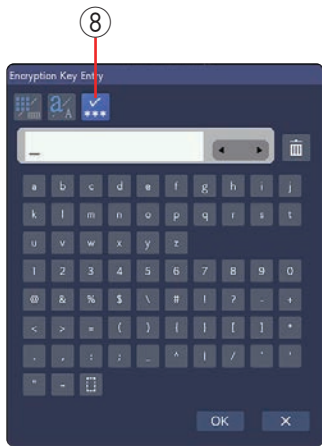 8
Encryption Key Entry
a/A
✓
***
_
a b c d e f g h i j
k l m n o p q r s t
u v w x y z
1 2 3 4 5 6 7 8 9 0
@ & % $ \ # ! ? - +
< > = ( ) { } [ ] *
. , : ; _ ^ | / ' `
" ~
OK X